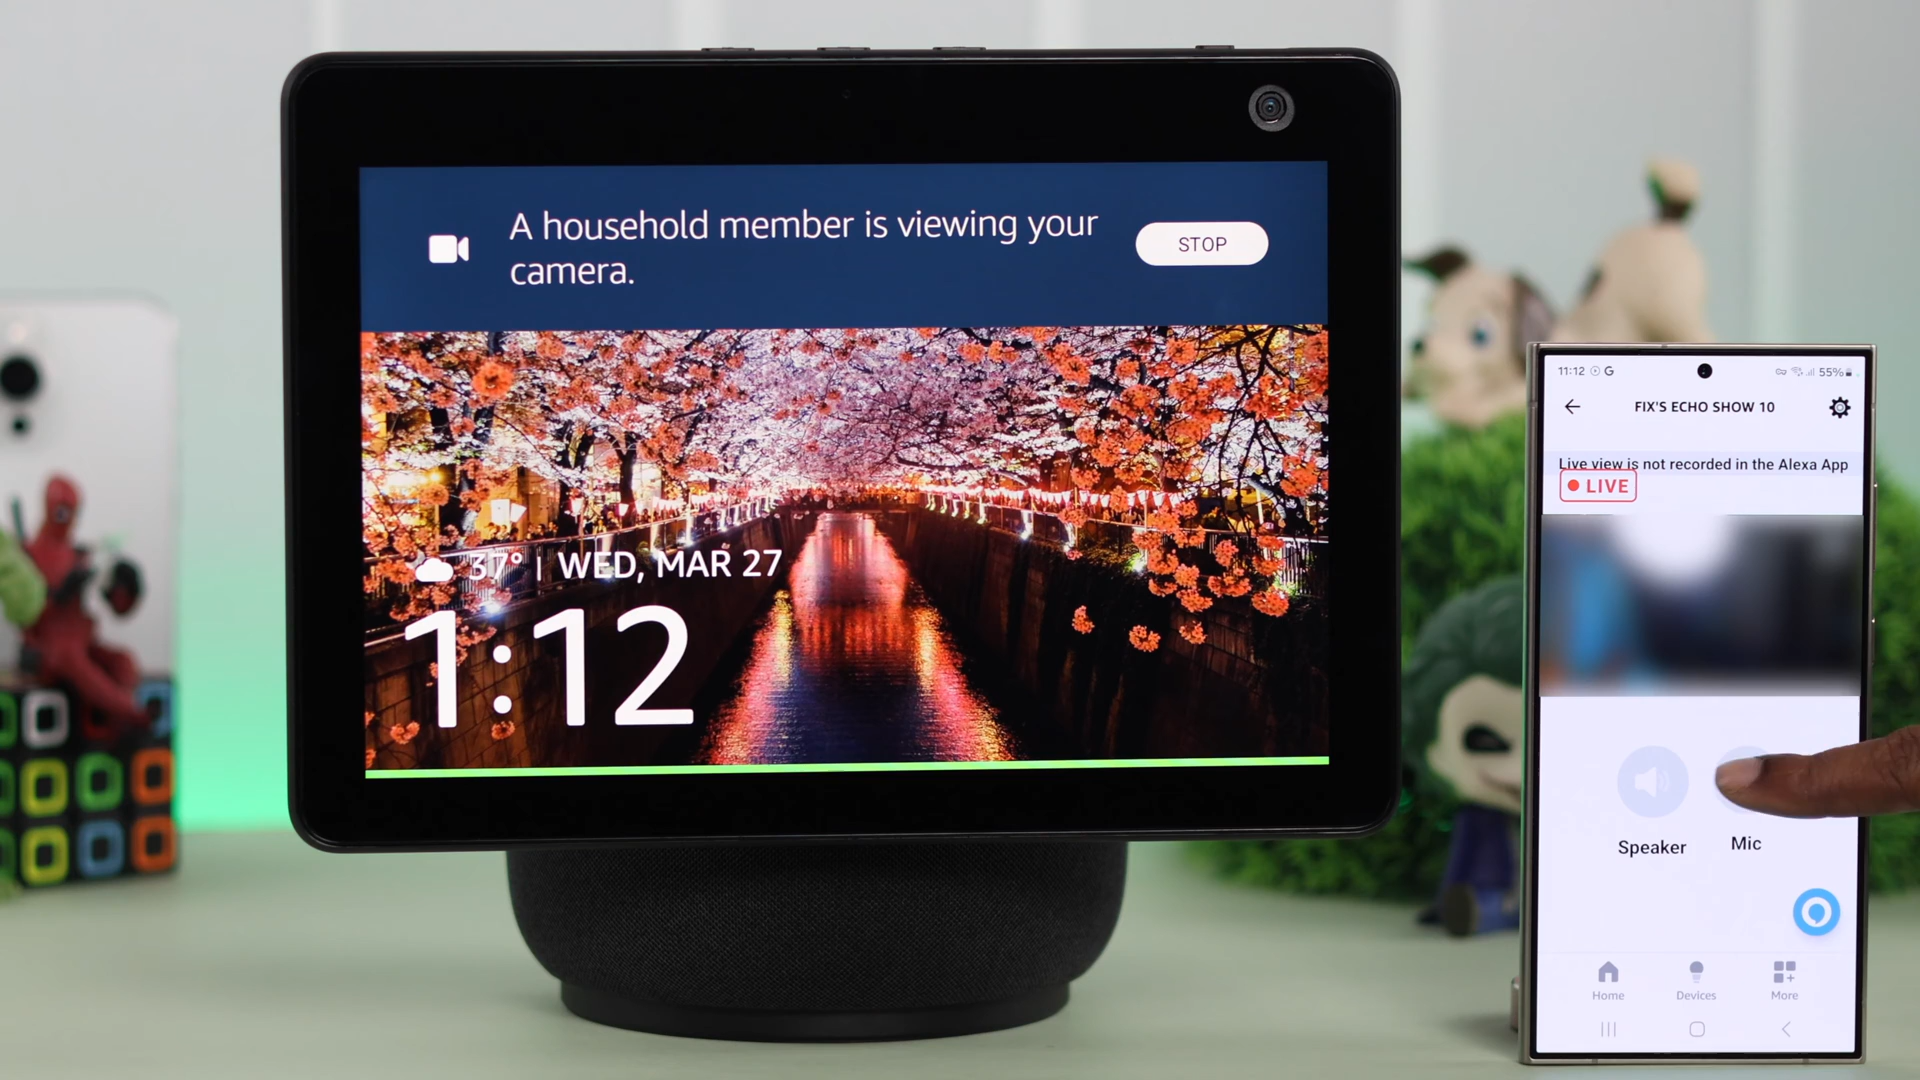 A household member is viewing your
camera.
STOP
37° | WED, MAR 27
1:12
11:12 G 55%
FIX'S ECHO SHOW 10
Live view is not recorded in the Alexa App
LIVE
Speaker
Mic
Home
Devices
More